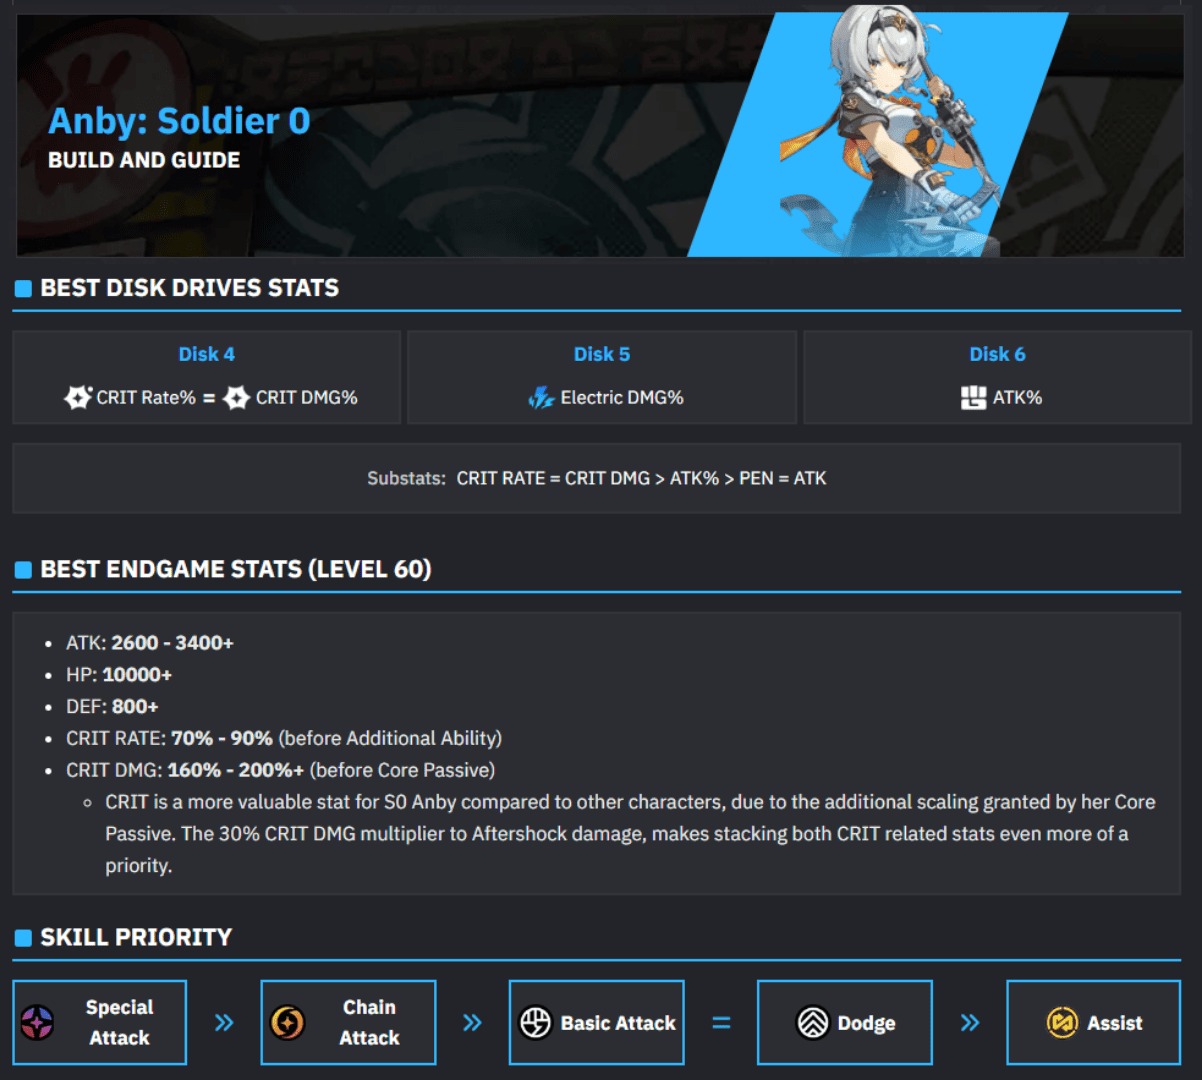 Anby: Soldier 0
BUILD AND GUIDE
BEST DISK DRIVES STATS
Disk 4
CRIT Rate% = CRIT DMG%
Disk 5
Electric DMG%
Disk 6
ATK%
Substats: CRIT RATE = CRIT DMG > ATK% > PEN = ATK
BEST ENDGAME STATS (LEVEL 60)
• ATK: 2600 - 3400+
• HP: 10000+
• DEF: 800+
• CRIT RATE: 70% - 90% (before Additional Ability)
• CRIT DMG: 160% - 200%+ (before Core Passive)
◦ CRIT is a more valuable stat for S0 Anby compared to other characters, due to the additional scaling granted by her Core
Passive. The 30% CRIT DMG multiplier to Aftershock damage, makes stacking both CRIT related stats even more of a
priority.
SKILL PRIORITY
Special
Attack
»
Chain
Attack
»
Basic Attack
=
Dodge
»
Assist